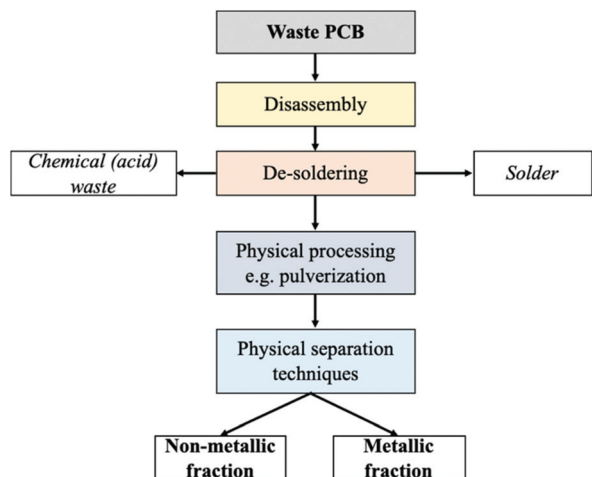 Waste PCB
Disassembly
Chemical (acid)
waste
De-soldering
Solder
Physical processing
e.g. pulverization
Physical separation
techniques
Non-metallic
fraction
Metallic
fraction